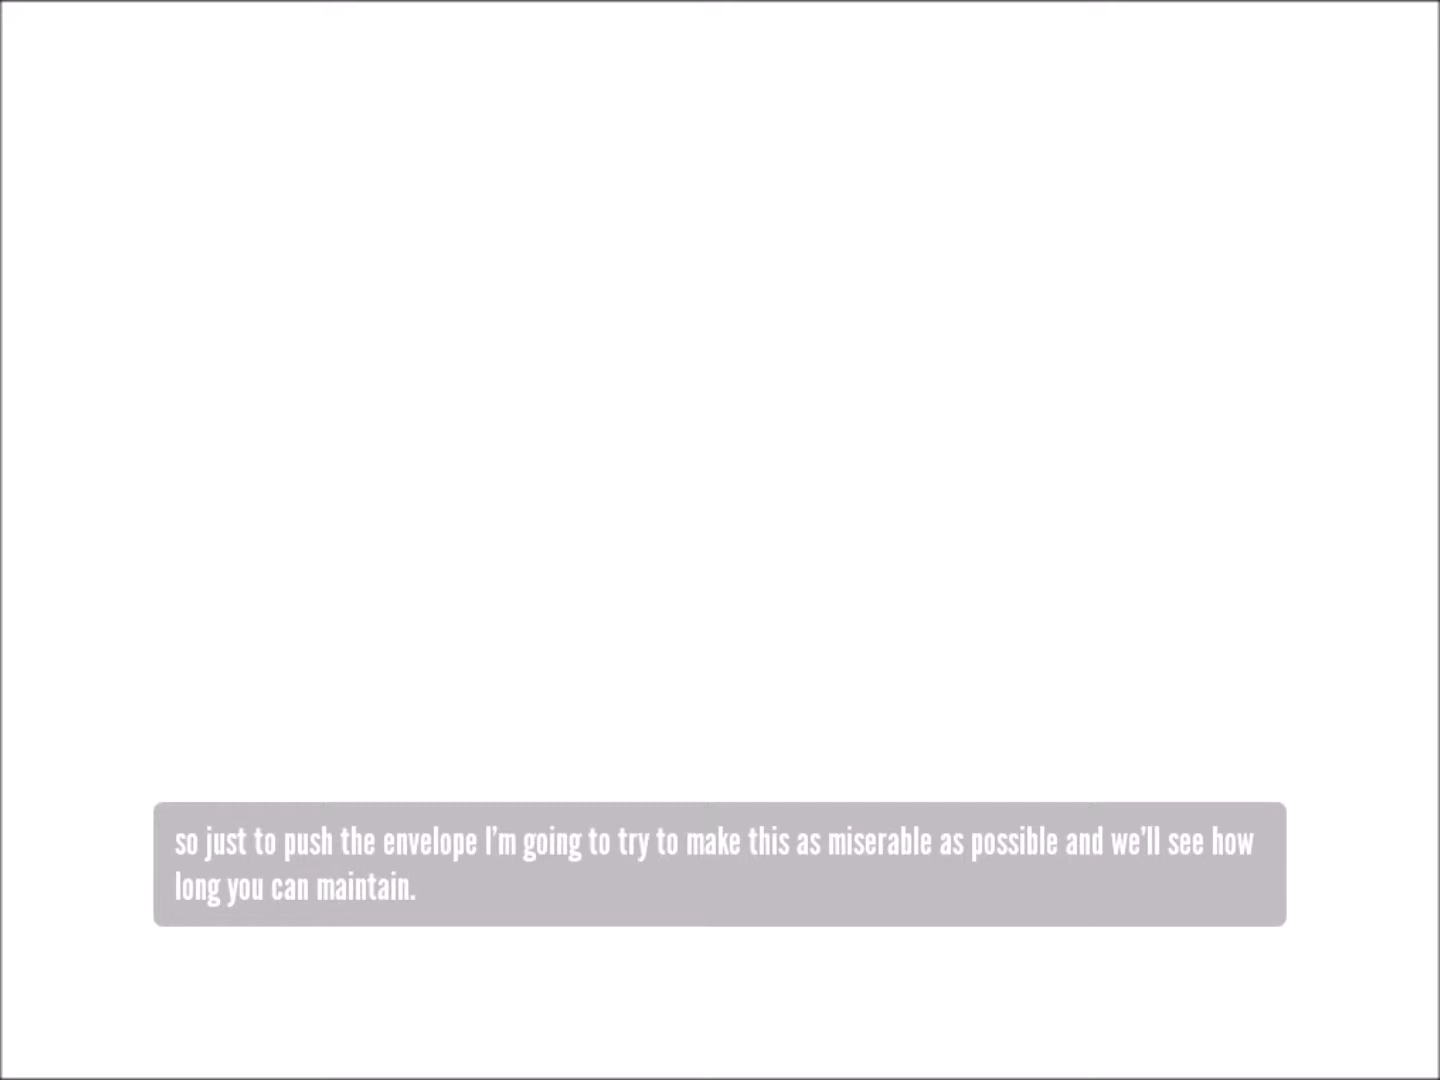 so just to push the envelope I'm going to try to make this as miserable as possible and we'll see how
long you can maintain.